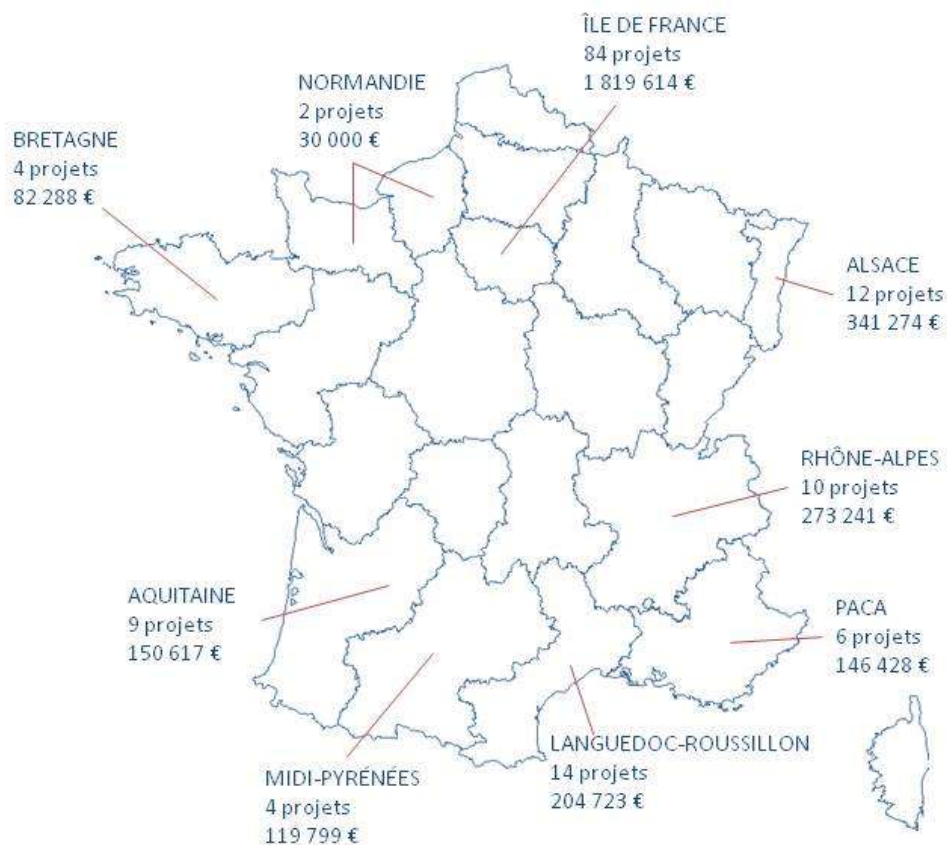 ÎLE DE FRANCE
84 projets
1 819 614 €
NORMANDIE
2 projets
30 000 €
BRETAGNE
4 projets
82 288 €
ALSACE
12 projets
341 274 €
RHÔNE-ALPES
10 projets
273 241 €
AQUITAINE
9 projets
150 617 €
PACA
6 projets
146 428 €
LANGUEDOC-ROUSSILLON
14 projets
204 723 €
MIDI-PYRÉNÉES
4 projets
119 799 €